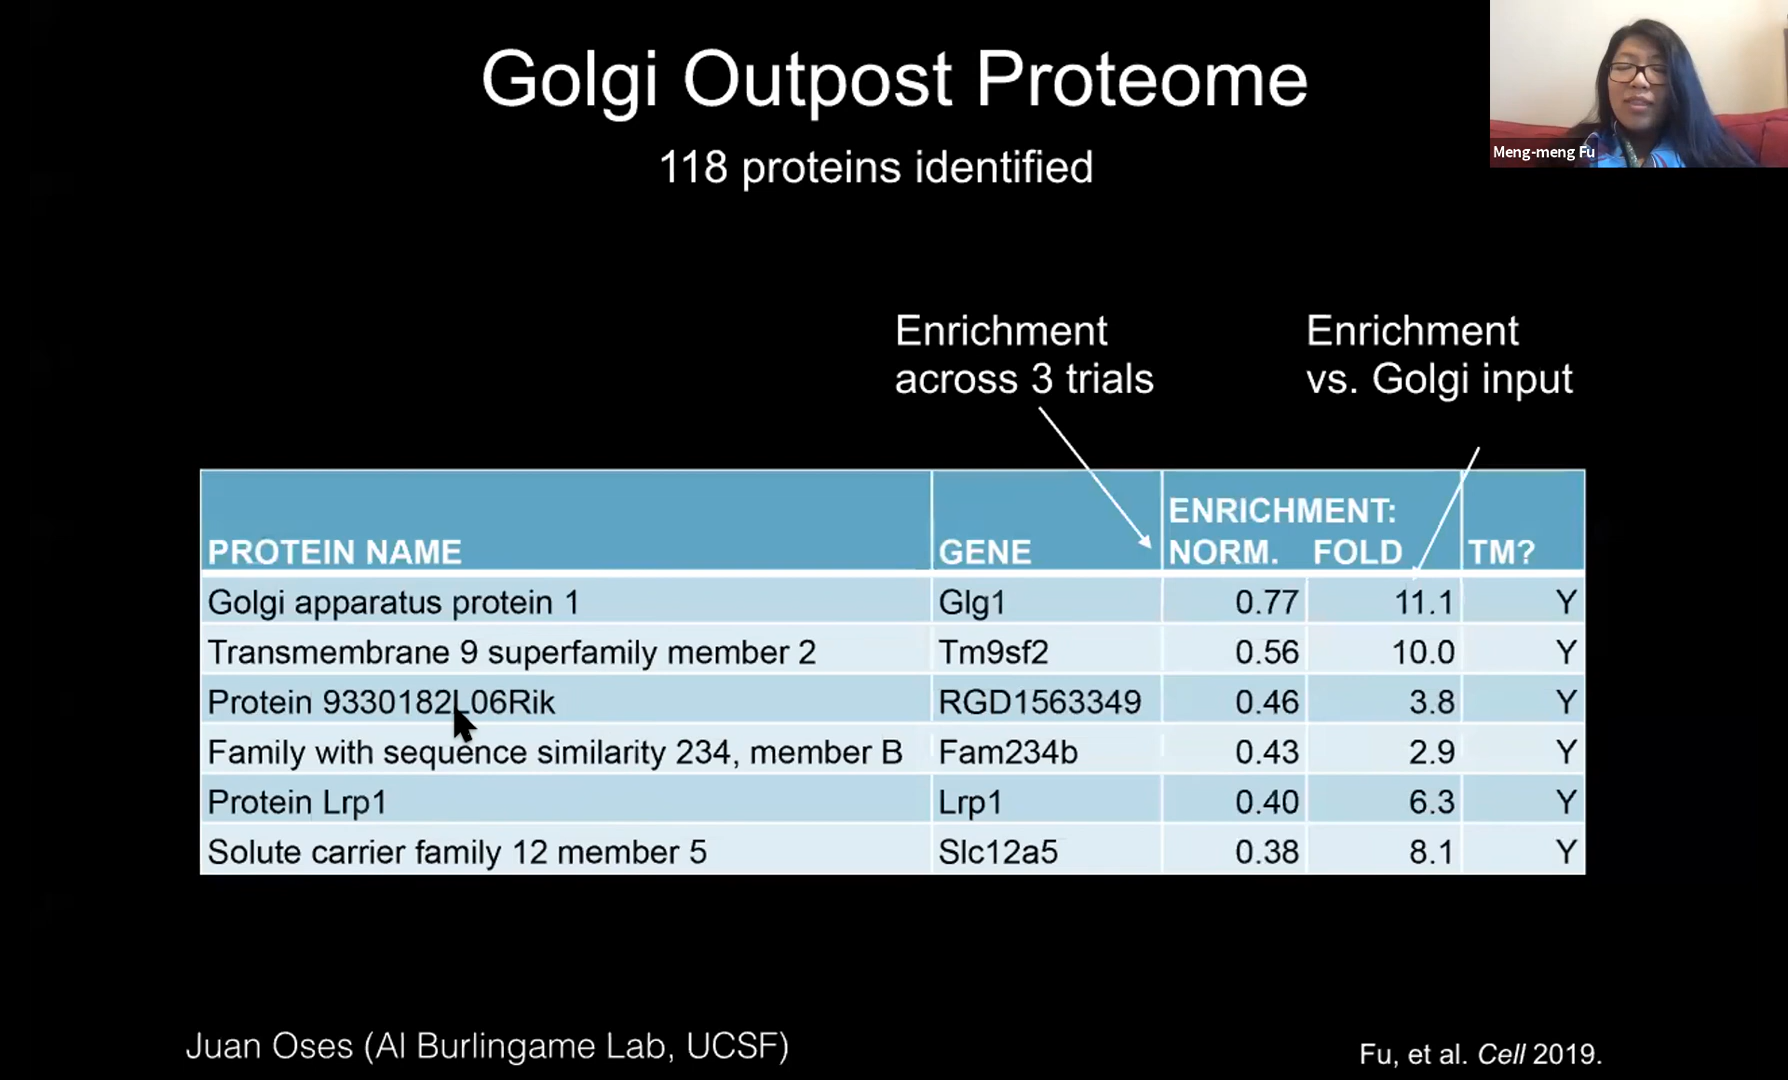 Golgi Outpost Proteome
118 proteins identified
Meng-meng Fu
Enrichment
across 3 trials
Enrichment
vs. Golgi input
PROTEIN NAME GENE ENRICHMENT: NORM. FOLD TM?
Golgi apparatus protein 1 Glg1 0.77 11.1 Y
Transmembrane 9 superfamily member 2 Tm9sf2 0.56 10.0 Y
Protein 9330182L06Rik RGD1563349 0.46 3.8 Y
Family with sequence similarity 234, member B Fam234b 0.43 2.9 Y
Protein Lrp1 Lrp1 0.40 6.3 Y
Solute carrier family 12 member 5 Slc12a5 0.38 8.1 Y
Juan Oses (Al Burlingame Lab, UCSF)
Fu, et al. Cell 2019.